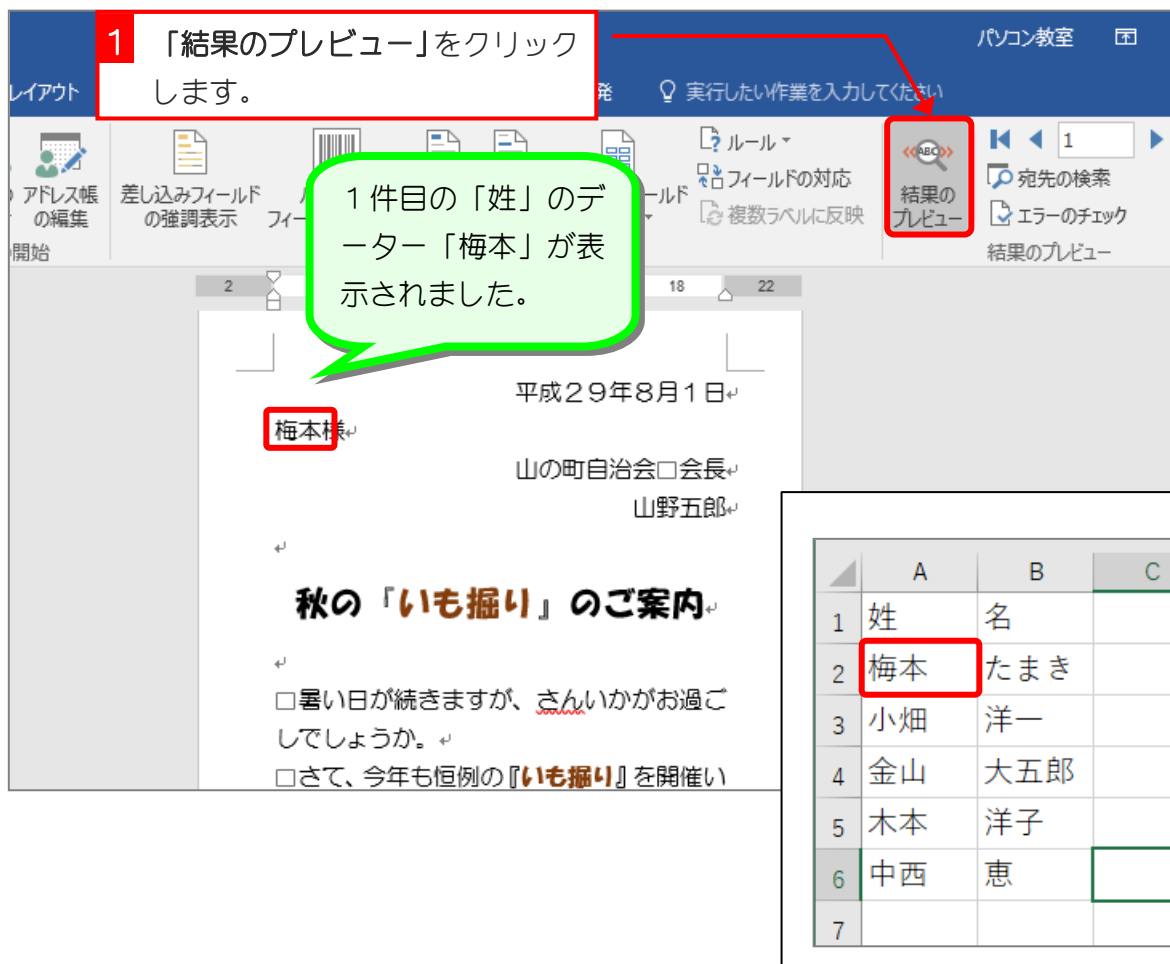 1 「結果のプレビュー」をクリック
します。
パソコン教室
レイアウト
発
実行したい作業を入力してください
アドレス帳
の編集
開始
差し込みフィールド
の強調表示
フィー
ールド
ルール
フィールドの対応
複数ラベルに反映
«ABC»
結果の
プレビュー
1
宛先の検索
エラーのチェック
結果のプレビュー
1件目の「姓」のデ
ーター「梅本」が表
示されました。
2
18
22
平成29年8月1日↵
梅本様↵
山の町自治会□会長↵
山野五郎↵
↵
秋の『いも掘り』のご案内↵
↵
□暑い日が続きますが、さんいかがお過ご
しでしょうか。↵
□さて、今年も恒例の『いも掘り』を開催い
A B C
1 姓 名
2 梅本 たまき
3 小畑 洋一
4 金山 大五郎
5 木本 洋子
6 中西 恵
7